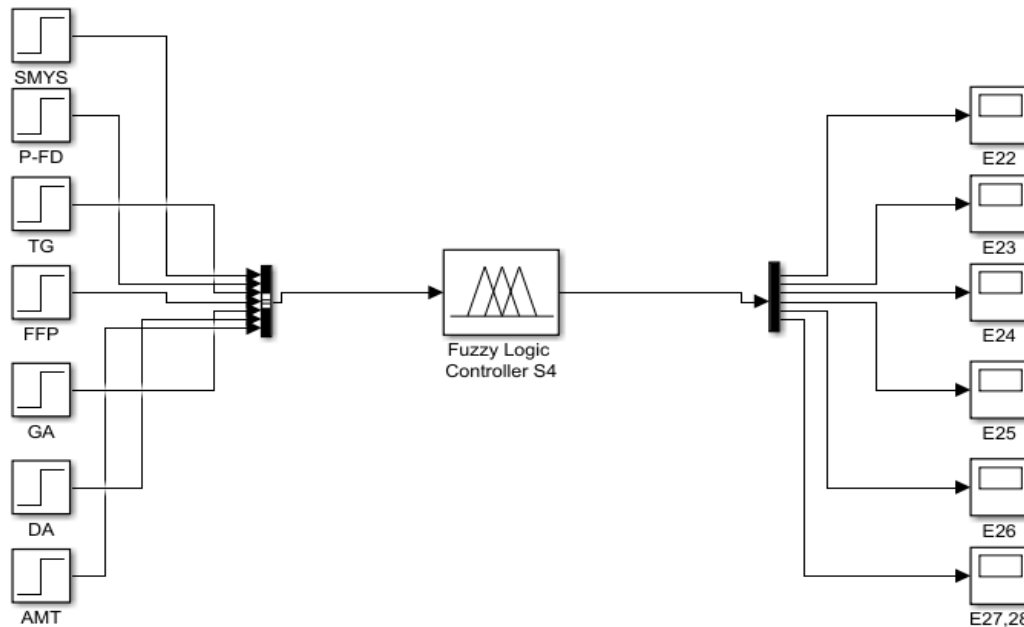 SMYS
P-FD
TG
FFP
GA
DA
AMT
Fuzzy Logic
Controller S4
E22
E23
E24
E25
E26
E27,28